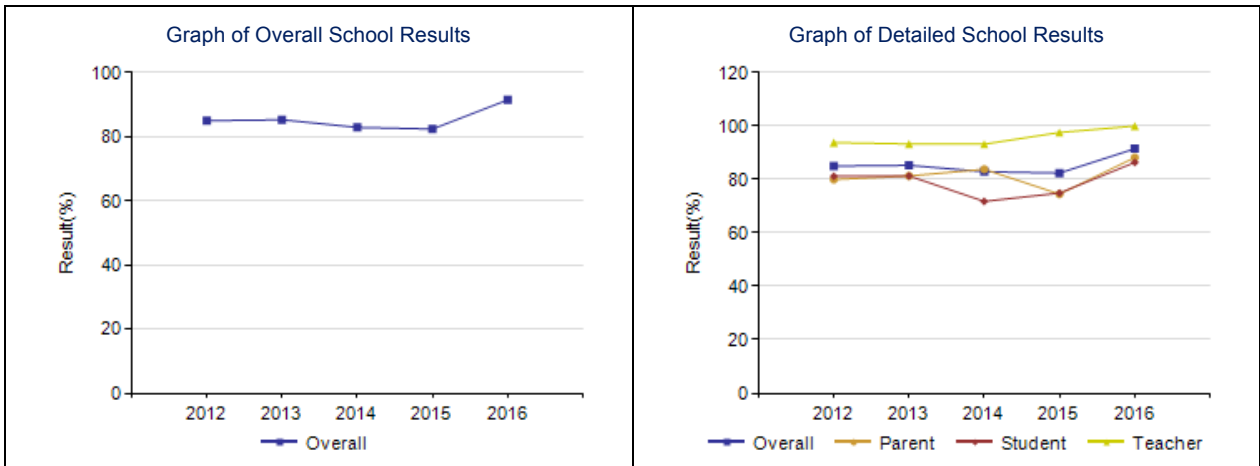 Graph of Overall School Results
100
80
60
40
20
0
Result(%)
2012 2013 2014 2015 2016
Overall
Graph of Detailed School Results
120
100
80
60
40
20
0
Result(%)
2012 2013 2014 2015 2016
Overall Parent Student Teacher